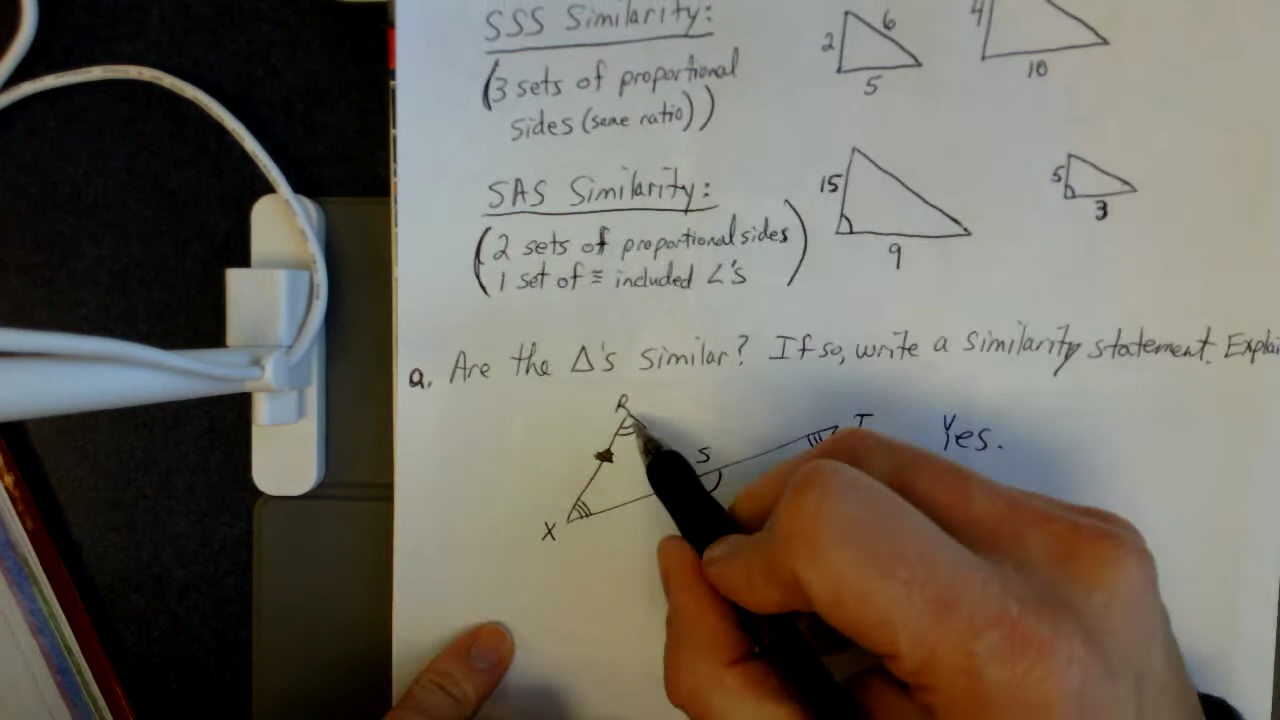 SSS Similarity:
(3 sets of proportional
sides (same ratio))
2
6
5
4
10
SAS Similarity:
(2 sets of proportional sides
1 set of ≅ included ∠'s)
15
9
5
3
a. Are the Δ's similar? If so, write a similarity statement.
R
S
T
X
Yes.